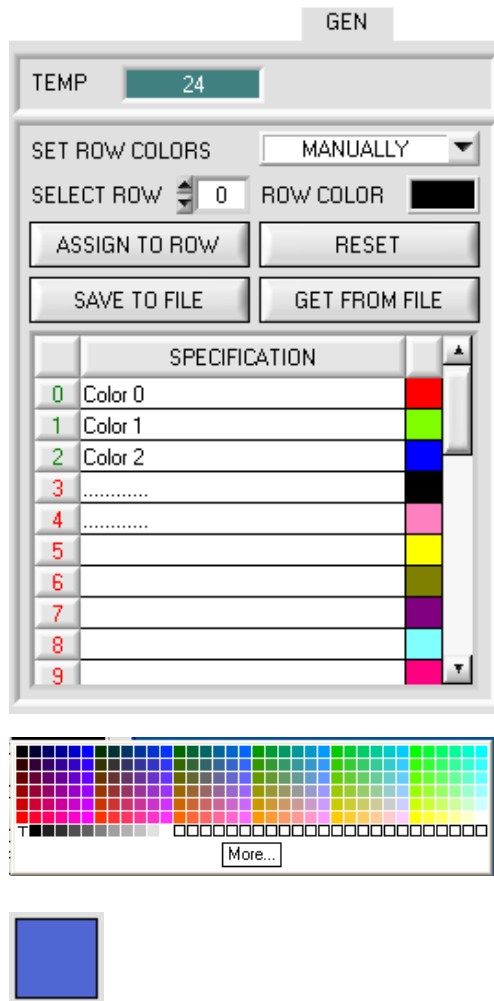 GEN
TEMP 24
SET ROW COLORS MANUALLY
SELECT ROW 0 ROW COLOR
ASSIGN TO ROW RESET
SAVE TO FILE GET FROM FILE
SPECIFICATION
0 Color 0
1 Color 1
2 Color 2
3 ............
4 ............
5
6
7
8
9
T
More...